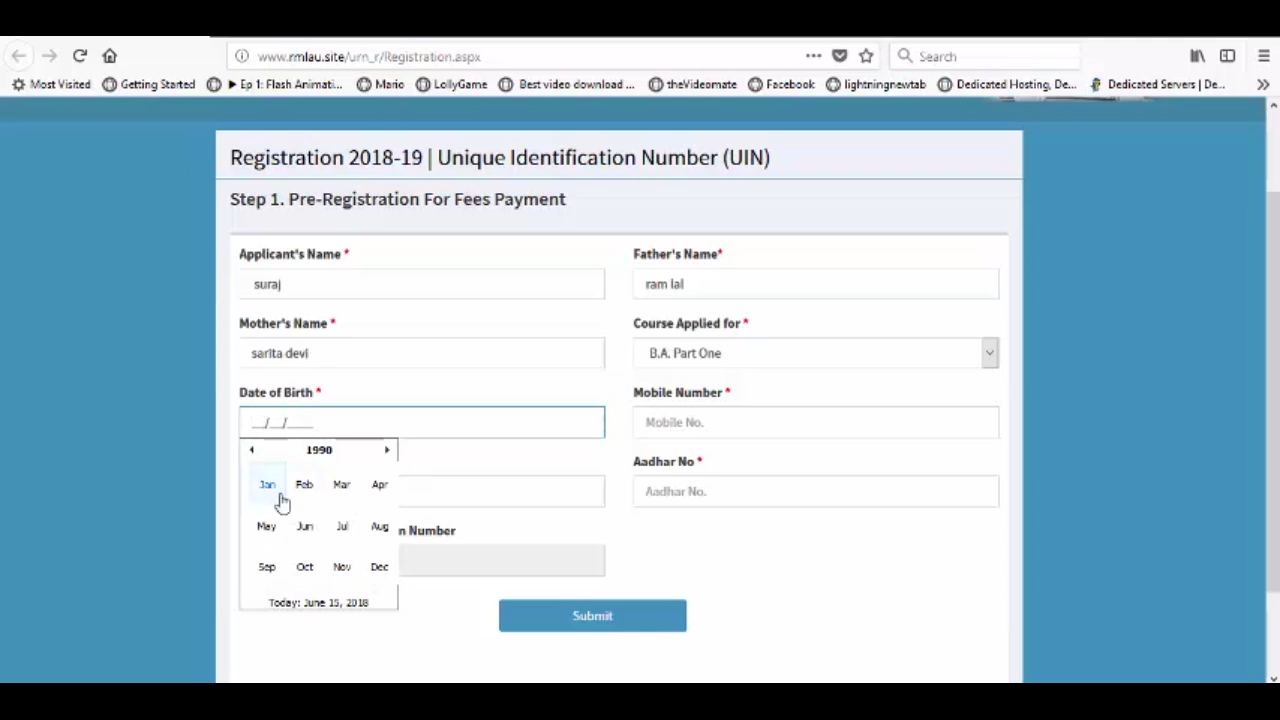 www.rmlau.site/urn_r/Registration.aspx
Search
Most Visited Getting Started Ep 1: Flash Animati... Mario LollyGame Best video download ... theVideomate Facebook lightningnewtab Dedicated Hosting, De... Dedicated Servers | De...
Registration 2018-19 | Unique Identification Number (UIN)
Step 1. Pre-Registration For Fees Payment
Applicant's Name * Father's Name*
suraj ram lal
Mother's Name * Course Applied for *
sarita devi B.A. Part One
Date of Birth * Mobile Number *
__/__/____ Mobile No.
1990
Aadhar No *
Jan Feb Mar Apr
Aadhar No.
May Jun Jul Aug
n Number
Sep Oct Nov Dec
Today: June 15, 2018
Submit